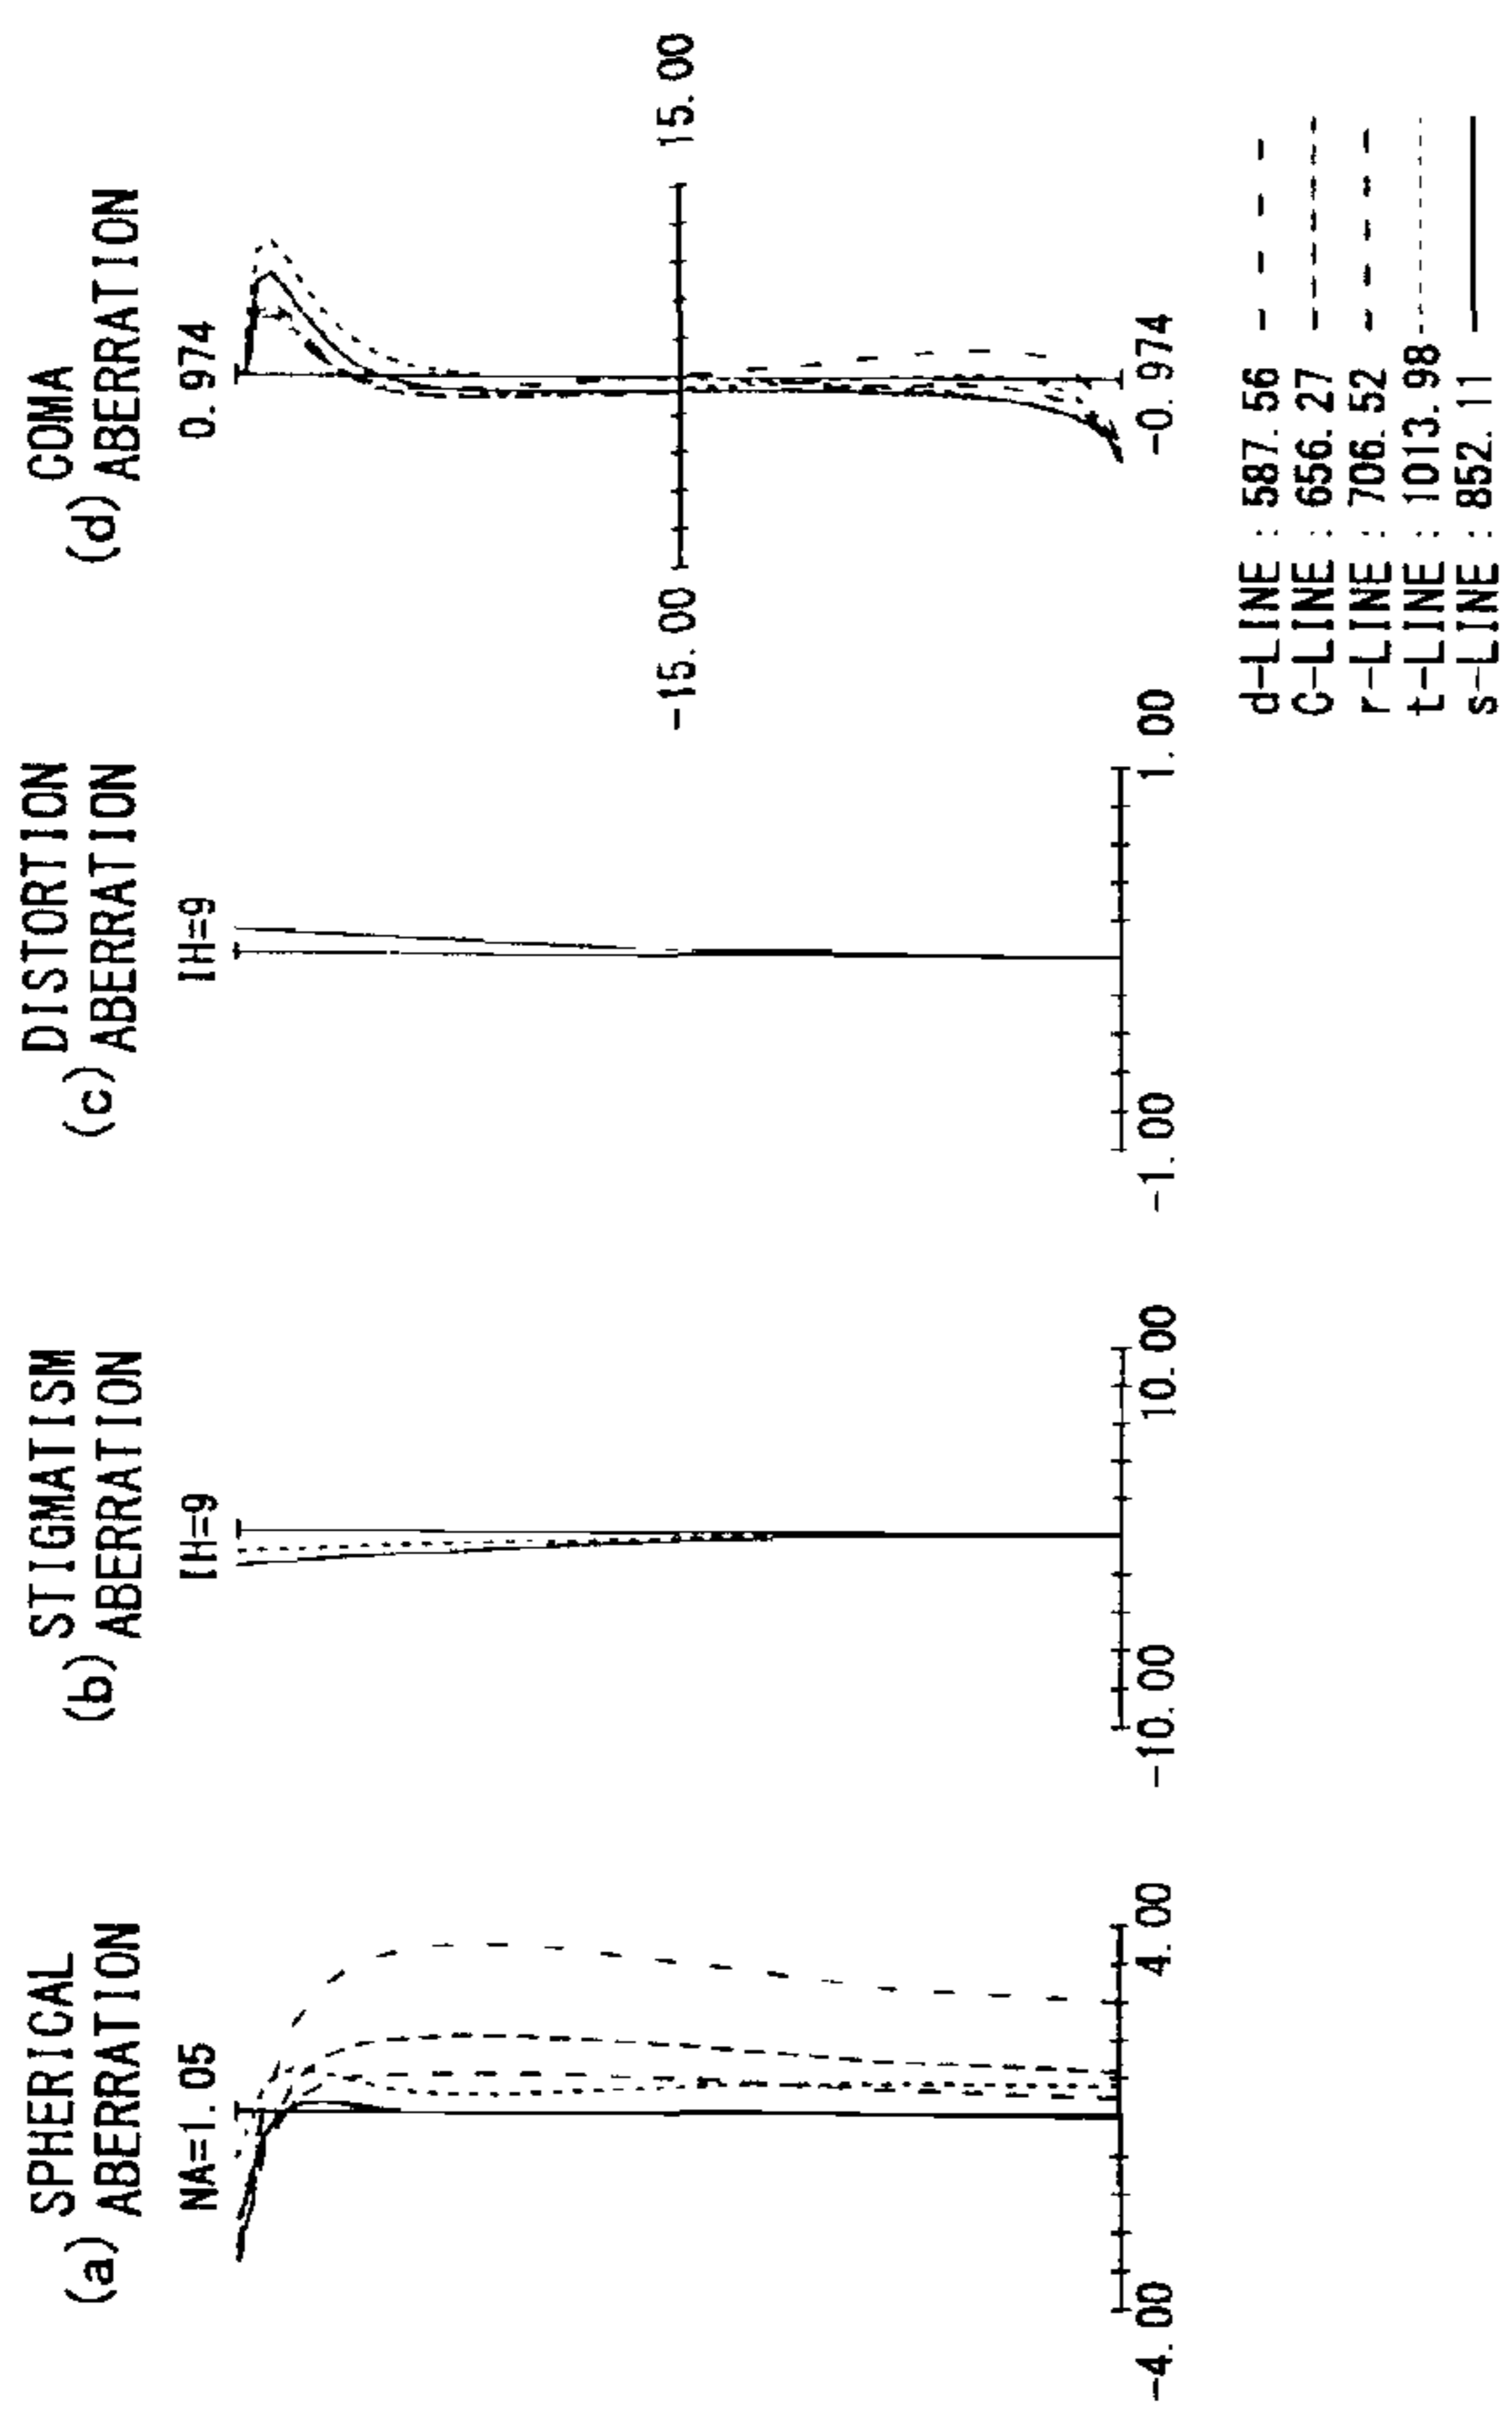 (a) SPHERICAL
ABERRATION
NA=1.05
-4.00
4.00
(b) STIGMATISM
ABERRATION
IH=9
-10.00
10.00
(c) DISTORTION
ABERRATION
IH=9
-1.00
1.00
(d) COMA
ABERRATION
0.974
-15.00
15.00
-0.974
d-LINE : 587.56
C-LINE : 656.27
r-LINE : 706.52
t-LINE : 1013.98
s-LINE : 852.11